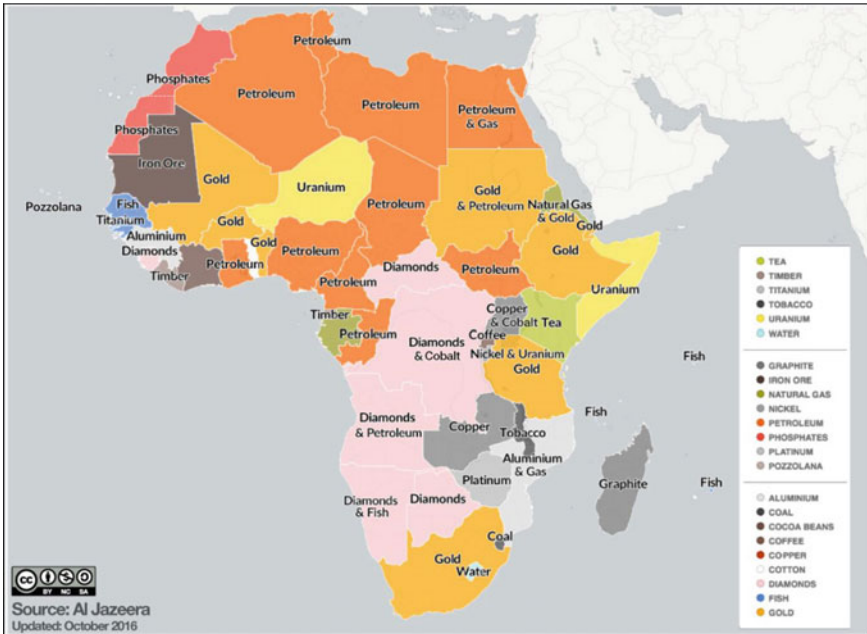 Petroleum
Phosphates
Petroleum
Petroleum
Petroleum
& Gas
Phosphates
Iron Ore
Gold
Uranium
Gold
& Petroleum
Natural Gas
& Gold
Pozzolana
Fish
Titanium
Gold
Gold
Aluminium
Gold
Petroleum
Gold
Diamonds
Petroleum
Diamonds
Petroleum
Uranium
Timber
Petroleum
Timber
Petroleum
Copper
& Cobalt
Tea
Coffee
Diamonds
& Cobalt
Nickel & Uranium
Gold
Fish
Fish
Diamonds
& Petroleum
Copper
Tobacco
Aluminium
& Gas
Platinum
Graphite
Fish
Diamonds
& Fish
Diamonds
Coal
Gold
Water
TEA
TIMBER
TITANIUM
TOBACCO
URANIUM
WATER
GRAPHITE
IRON ORE
NATURAL GAS
NICKEL
PETROLEUM
PHOSPHATES
PLATINUM
POZZOLANA
ALUMINIUM
COAL
COCOA BEANS
COFFEE
COPPER
COTTON
DIAMONDS
FISH
GOLD
cc
BY NC SA
Source: Al Jazeera
Updated: October 2016